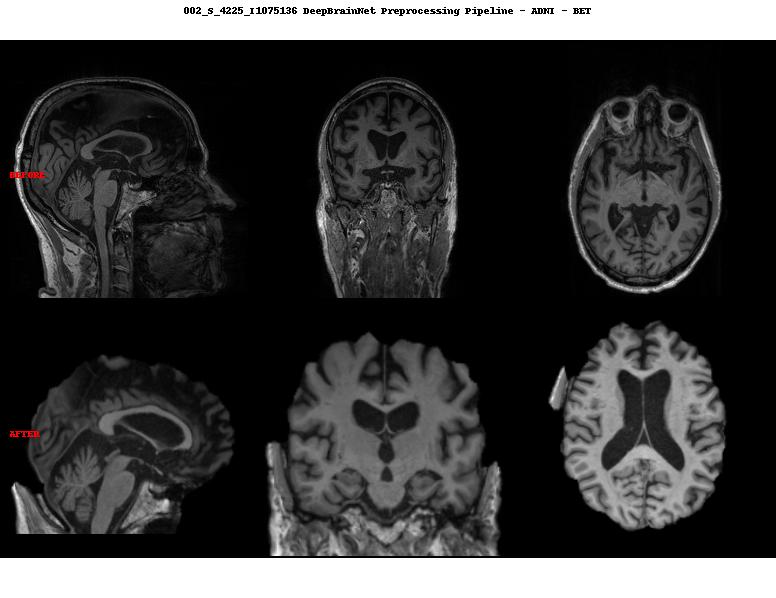 002_S_4225_I1075136 DeepBrainNet Preprocessing Pipeline - ADNI - BET
BEFORE
AFTER